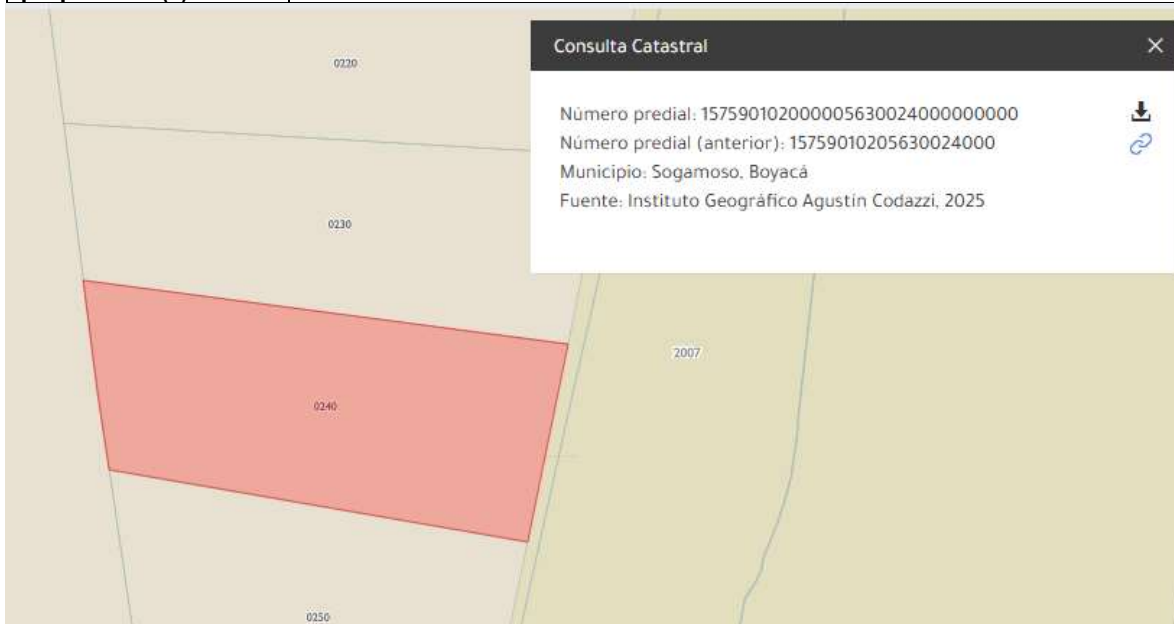 Consulta Catastral
Número predial: 157590102000005630024000000000
Número predial (anterior): 15759010205630024000
Municipio: Sogamoso, Boyacá
Fuente: Instituto Geográfico Agustín Codazzi, 2025
0220
0230
2007
0240
0250